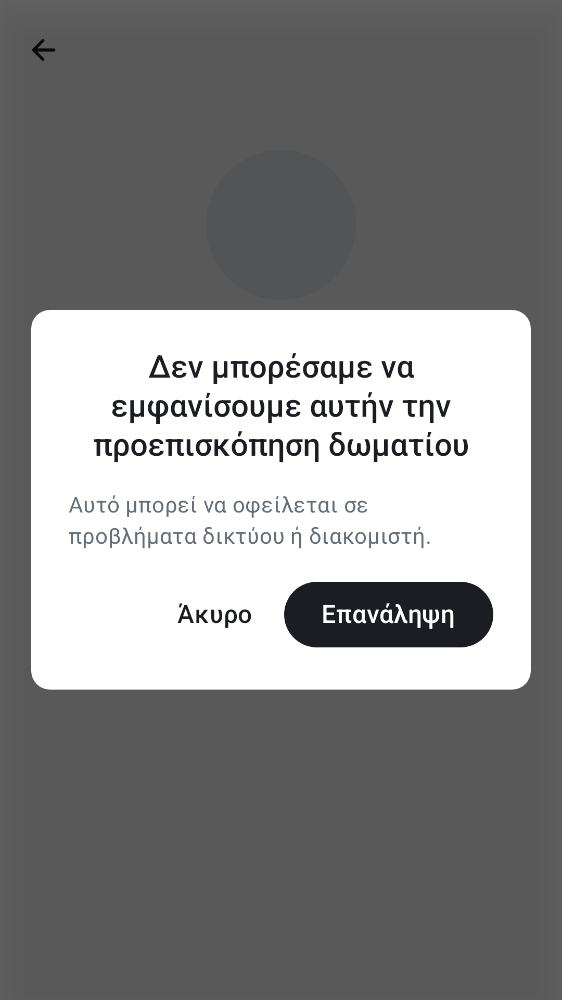 Δεν μπορέσαμε να
εμφανίσουμε αυτήν την
προεπισκόπηση δωματίου
Αυτό μπορεί να οφείλεται σε
προβλήματα δικτύου ή διακομιστή.
Άκυρο
Επανάληψη